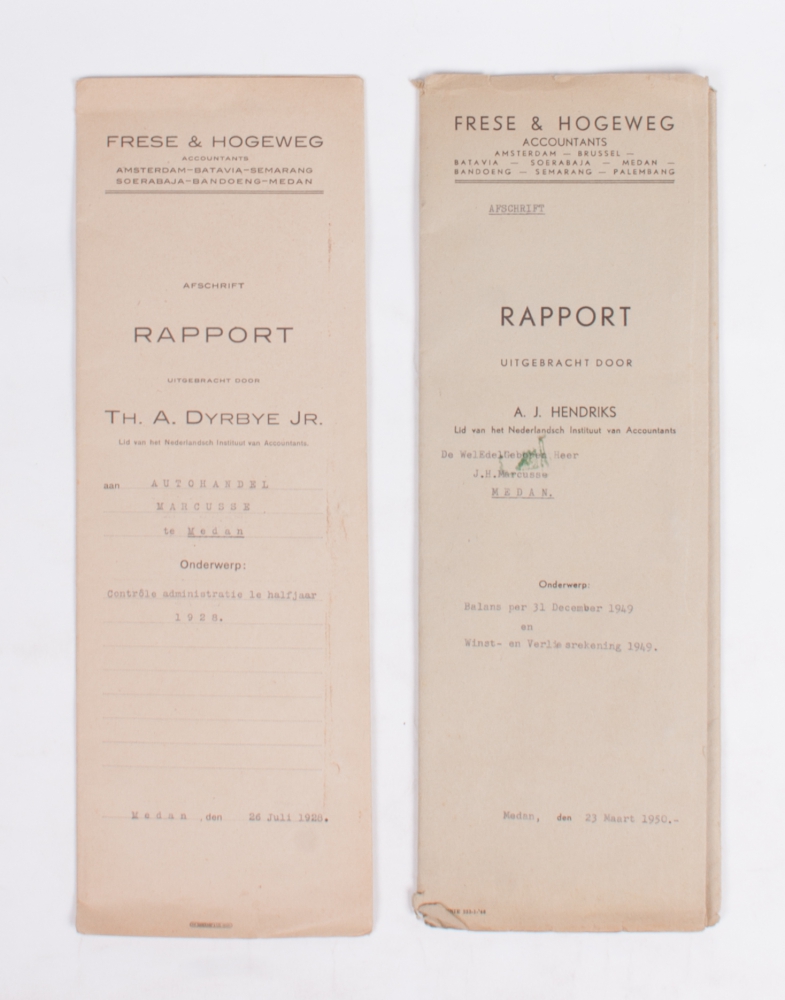 FRESE & HOGEWEG
ACCOUNTANTS
AMSTERDAM—BATAVIA—SEMARANG
SOERABAJA—BANDOENG—MEDAN
AFSCHRIFT
RAPPORT
UITGEBRACHT DOOR
TH. A. DYRBYE JR.
Lid van het Nederlandsch Instituut van Accountants.
aan AUTOHANDEL
MARCUSSE
te Medan
Onderwerp:
Contrôle administratie 1e halfjaar
1928.
Medan, den 26 Juli 1928.
FRESE & HOGEWEG
ACCOUNTANTS
AMSTERDAM — BRUSSEL —
BATAVIA — SOERABAJA — MEDAN —
BANDOENG — SEMARANG — PALEMBANG
AFSCHRIFT
RAPPORT
UITGEBRACHT DOOR
A. J. HENDRIKS
Lid van het Nederlandsch Instituut van Accountants
De WelEdelGeboren Heer
J.H.Marcusse
MEDAN.
Onderwerp:
Balans per 31 December 1949
en
Winst- en Verliesrekening 1949.
Medan, den 23 Maart 1950.-